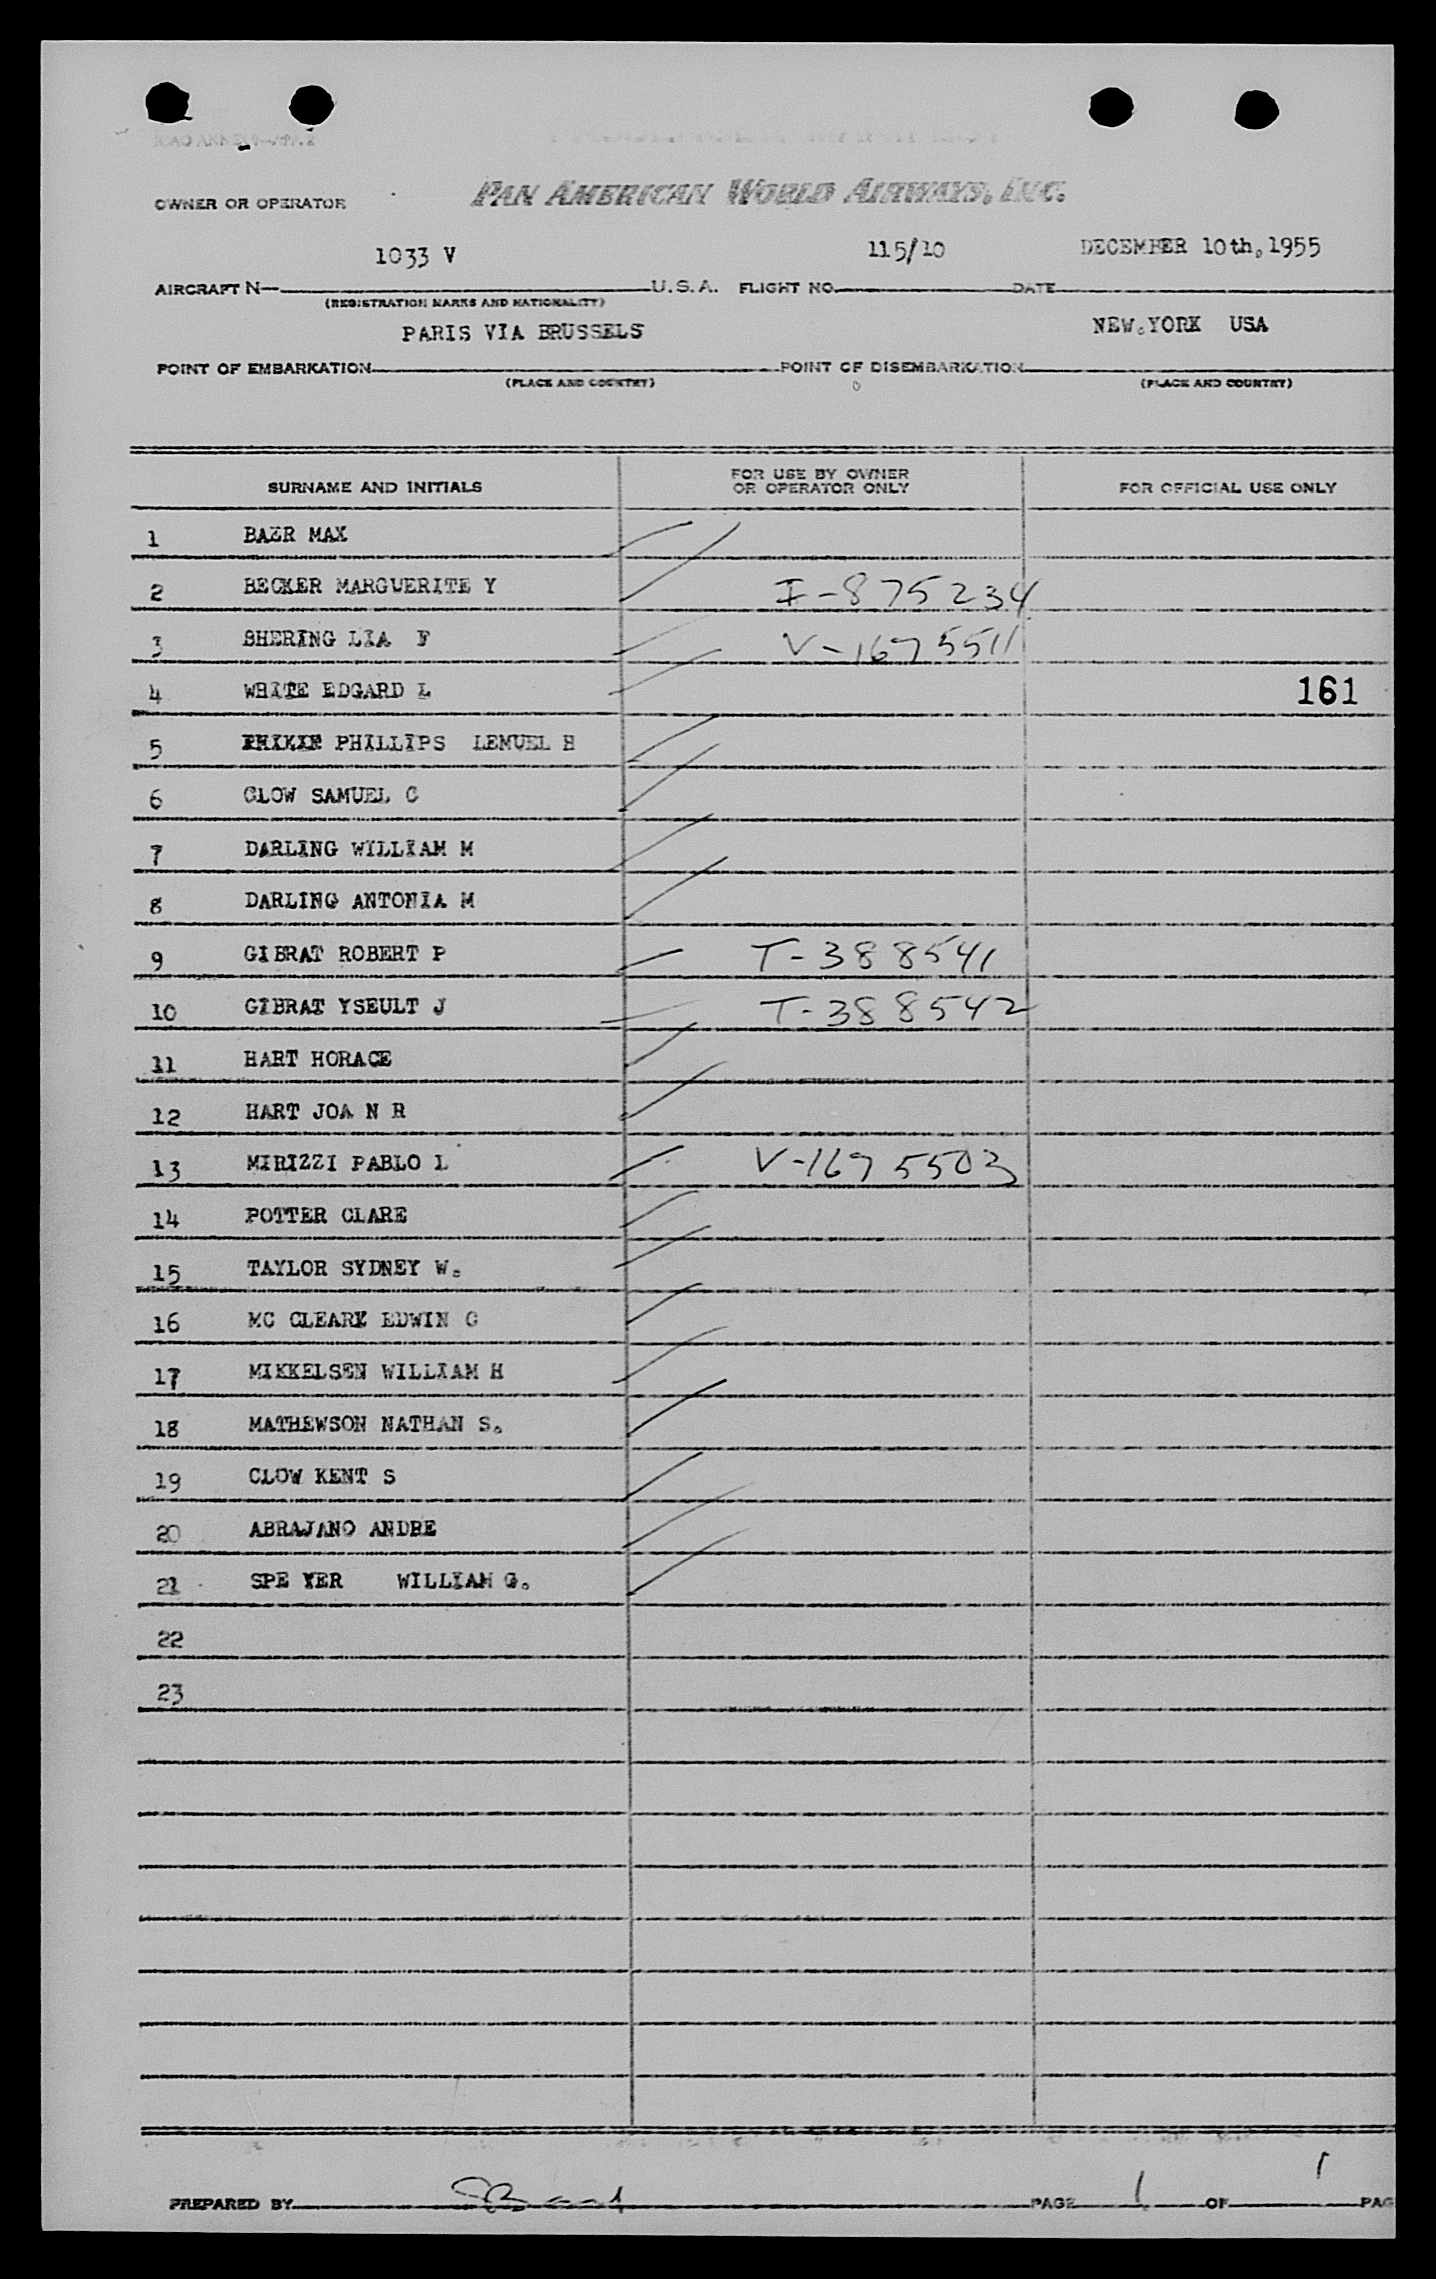 OWNER OR OPERATOR PAN AMERICAN WORLD AIRWAYS, INC.
1033 V 115/10 DECEMBER 10th, 1955
AIRCRAFT N— U.S.A. FLIGHT NO. DATE
(REGISTRATION MARKS AND NATIONALITY)
PARIS VIA BRUSSELS NEW.YORK USA
POINT OF EMBARKATION POINT OF DISEMBARKATION
(PLACE AND COUNTRY) (PLACE AND COUNTRY)
SURNAME AND INITIALS FOR USE BY OWNER OR OPERATOR ONLY FOR OFFICIAL USE ONLY
1 BAER MAX
2 BECKER MARGUERITE Y I-875234
3 SHERING LIA F V-1675511
4 WHITE EDGARD L 161
5 PHILLIPS LEMUEL H
6 CLOW SAMUEL C
7 DARLING WILLIAM M
8 DARLING ANTONIA M
9 GIBRAT ROBERT P T-388541
10 GIBRAT YSEULT J T-388542
11 HART HORACE
12 HART JOA N R
13 MIRIZZI PABLO L V-1675503
14 POTTER CLARE
15 TAYLOR SYDNEY W.
16 MC CLEARK EDWIN G
17 MIKKELSEN WILLIAM H
18 MATHEWSON NATHAN S.
19 CLOW KENT S
20 ABRAJANO ANDRE
21 SPE YER WILLIAM G.
22
23
PREPARED BY PAGE 1 OF 1 PAG